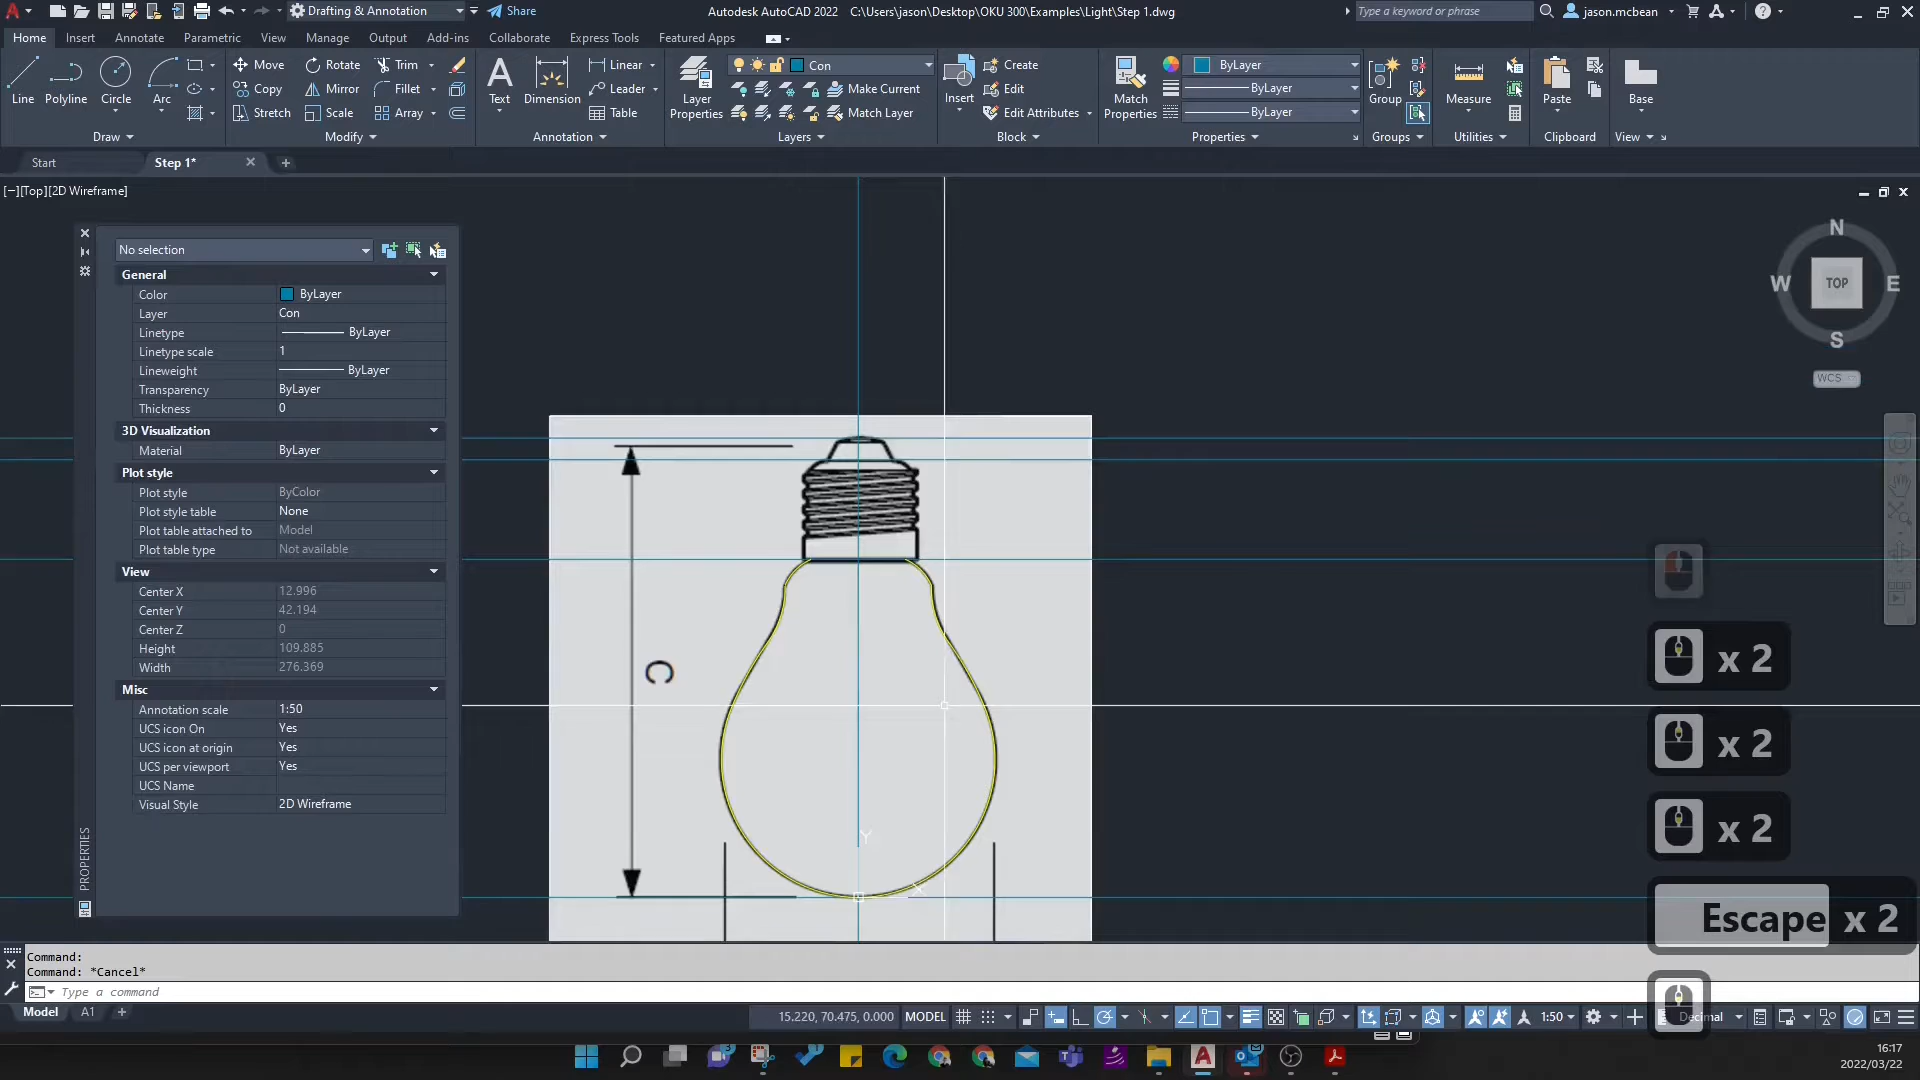 Drafting & Annotation
Share
Autodesk AutoCAD 2022 C:\Users\jason\Desktop\OKU 300\Examples\Light\Step 1.dwg
Type a keyword or phrase
jason.mcbean
Home Insert Annotate Parametric View Manage Output Add-ins Collaborate Express Tools Featured Apps
Line Polyline Circle Arc
Move Rotate Trim
Copy Mirror Fillet
Stretch Scale Array
Text Dimension
Linear
Leader
Table
Layer Properties
Con
Make Current
Match Layer
Insert
Create
Edit
Edit Attributes
Match Properties
ByLayer
ByLayer
ByLayer
Group
Measure
Paste
Base
Draw Modify Annotation Layers Block Properties Groups Utilities Clipboard View
Start
Step 1*
[−][Top][2D Wireframe]
No selection
General
Color ByLayer
Layer Con
Linetype ByLayer
Linetype scale 1
Lineweight ByLayer
Transparency ByLayer
Thickness 0
3D Visualization
Material ByLayer
Plot style
Plot style ByColor
Plot style table None
Plot table attached to Model
Plot table type Not available
View
Center X 12.996
Center Y 42.194
Center Z 0
Height 109.885
Width 276.369
Misc
Annotation scale 1:50
UCS icon On Yes
UCS icon at origin Yes
UCS per viewport Yes
UCS Name
Visual Style 2D Wireframe
PROPERTIES
C
Y
X
N
W TOP E
S
WCS
x 2
x 2
x 2
Escape x 2
Command:
Command: *Cancel*
Type a command
Model A1
15.220, 70.475, 0.000 MODEL
1:50
Decimal
16:17
2022/03/22